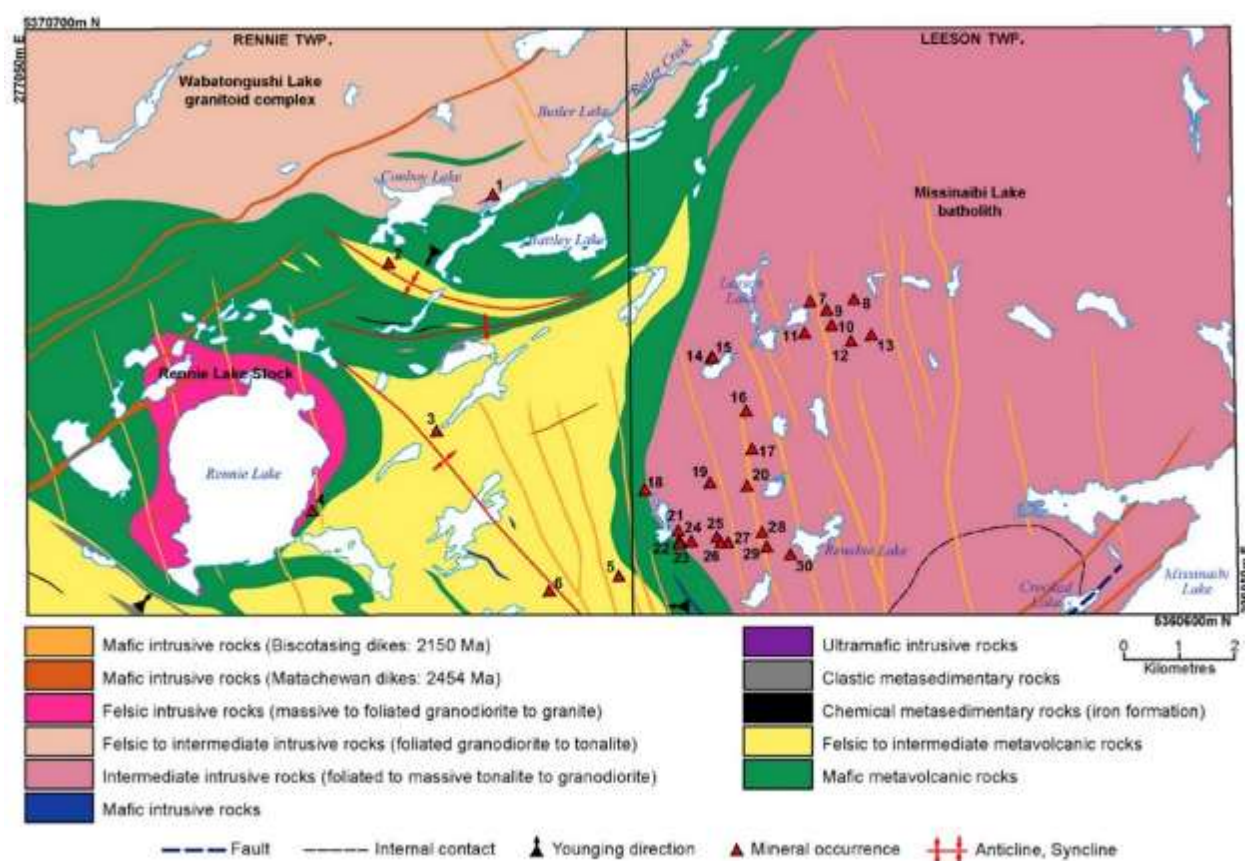 5370700m N
RENNIE TWP.
LEESON TWP.
277050m E
Wabatongushi Lake
granitoid complex
Butler Creek
Butler Lake
Conboy Lake
1
Missinaibi Lake
batholith
Battley Lake
2
Leeson
Lake
7
8
9
10
11
12
13
14
15
Rennie Lake Stock
16
3
17
Rennie Lake
18
19
20
4
21
24
25
28
22
23
26
27
29
30
Renshaw Lake
5
6
Crooked
Lake
Missinaibi
Lake
5360600m N
0
2
Kilometres
Mafic intrusive rocks (Biscotasing dikes: 2150 Ma)
Mafic intrusive rocks (Matachewan dikes: 2454 Ma)
Felsic intrusive rocks (massive to foliated granodiorite to granite)
Felsic to intermediate intrusive rocks (foliated granodiorite to tonalite)
Intermediate intrusive rocks (foliated to massive tonalite to granodiorite)
Mafic intrusive rocks
Ultramafic intrusive rocks
Clastic metasedimentary rocks
Chemical metasedimentary rocks (iron formation)
Felsic to intermediate metavolcanic rocks
Mafic metavolcanic rocks
Fault
Internal contact
Younging direction
Mineral occurrence
Anticline, Syncline